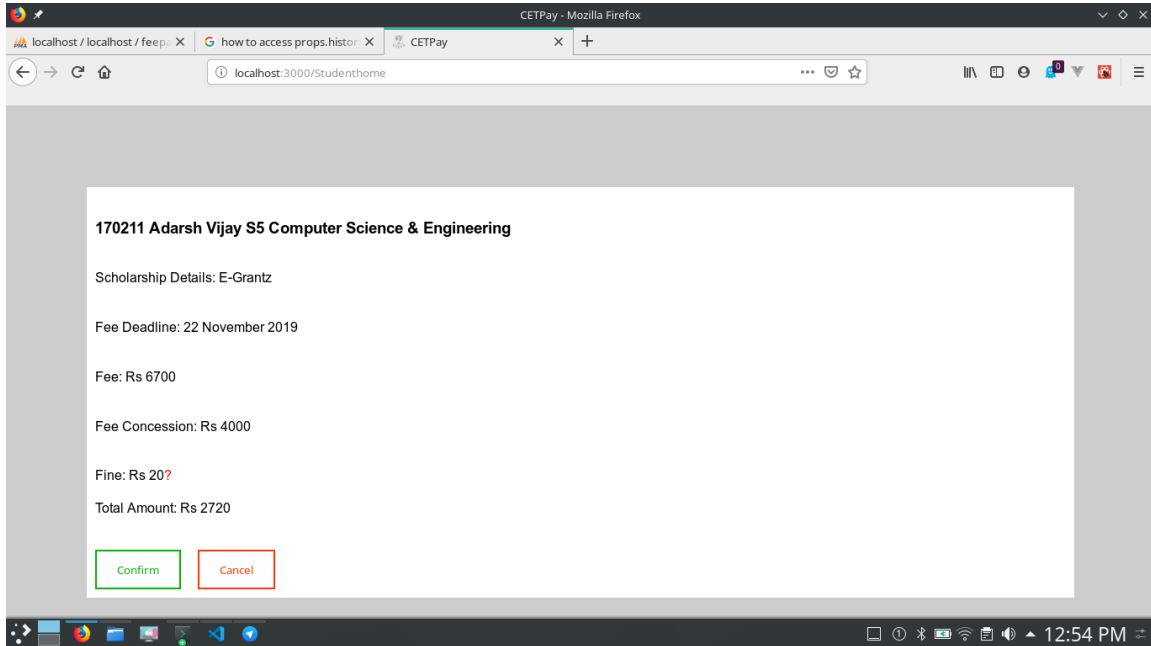 CETPay - Mozilla Firefox
localhost / localhost / feepa
how to access props.histor
CETPay
localhost:3000/Studenthome
0
170211 Adarsh Vijay S5 Computer Science & Engineering
Scholarship Details: E-Grantz
Fee Deadline: 22 November 2019
Fee: Rs 6700
Fee Concession: Rs 4000
Fine: Rs 20?
Total Amount: Rs 2720
Confirm Cancel
12:54 PM